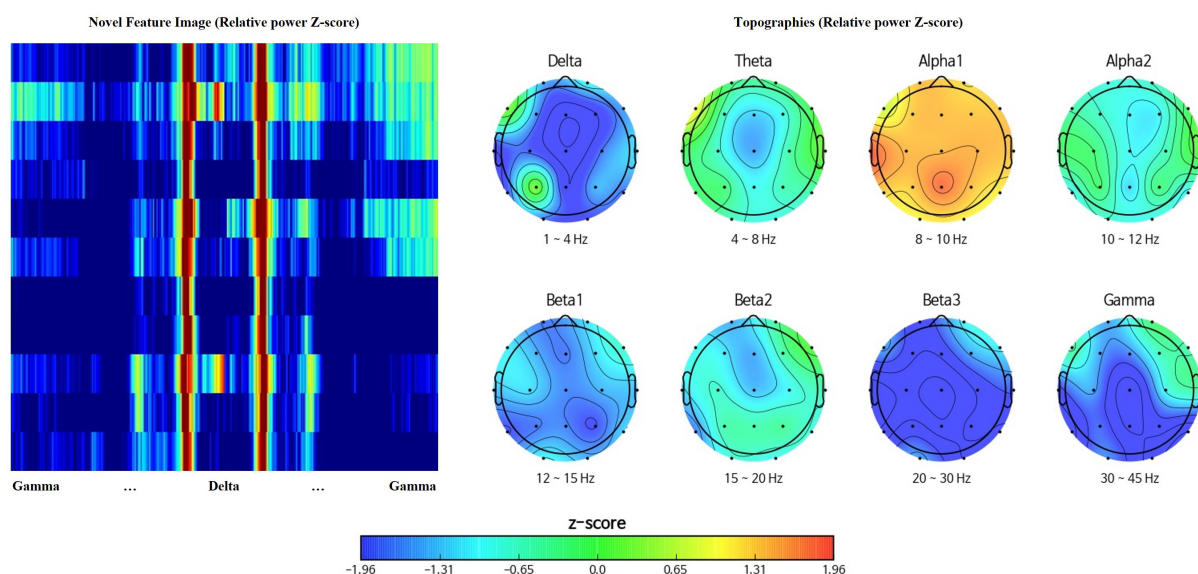 Novel Feature Image (Relative power Z-score)
Topographies (Relative power Z-score)
Delta Theta Alpha1 Alpha2
1 ~ 4 Hz 4 ~ 8 Hz 8 ~ 10 Hz 10 ~ 12 Hz
Beta1 Beta2 Beta3 Gamma
12 ~ 15 Hz 15 ~ 20 Hz 20 ~ 30 Hz 30 ~ 45 Hz
Gamma ... Delta ... Gamma
z-score
-1.96 -1.31 -0.65 0.0 0.65 1.31 1.96